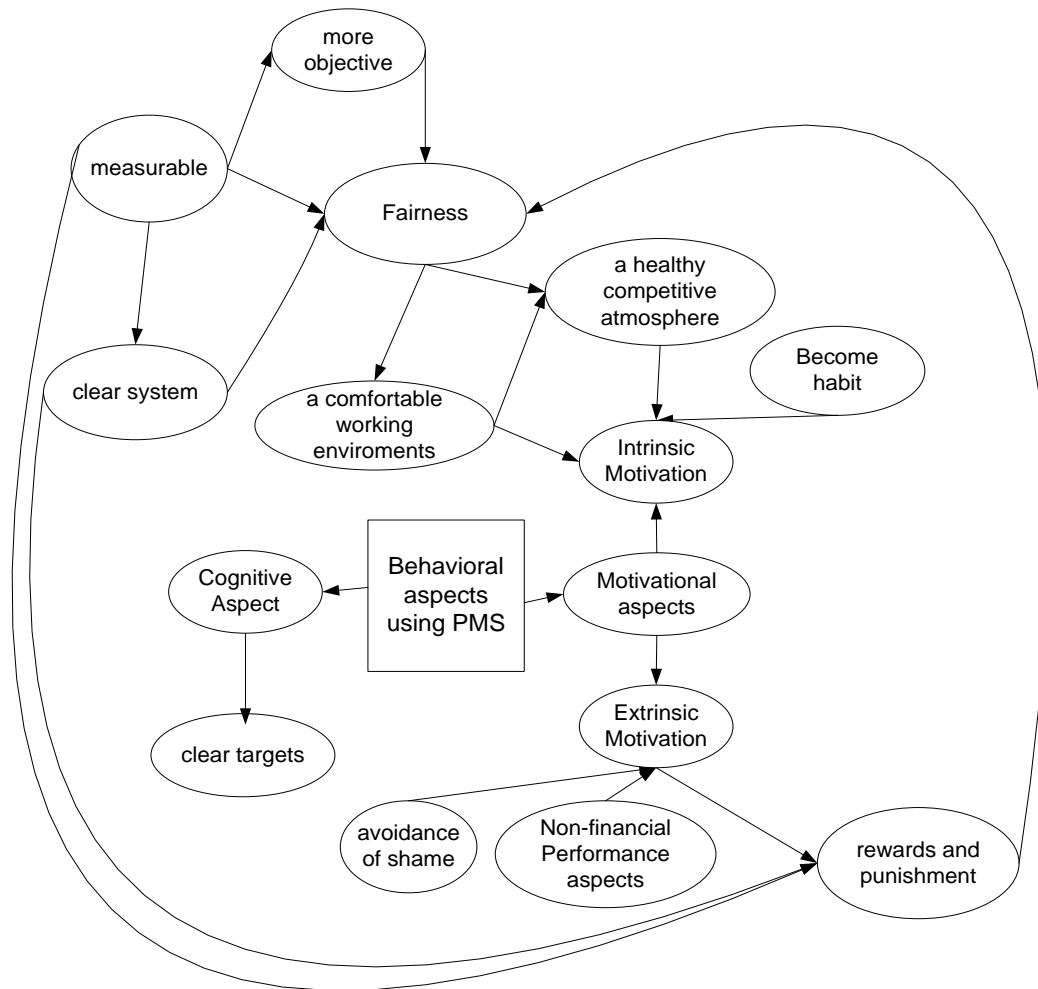 more
objective
measurable
Fairness
a healthy
competitive
atmosphere
Become
habit
clear system
a comfortable
working
enviroments
Intrinsic
Motivation
Behavioral
aspects
using PMS
Cognitive
Aspect
Motivational
aspects
Extrinsic
Motivation
clear targets
avoidance
of shame
Non-financial
Performance
aspects
rewards and
punishment